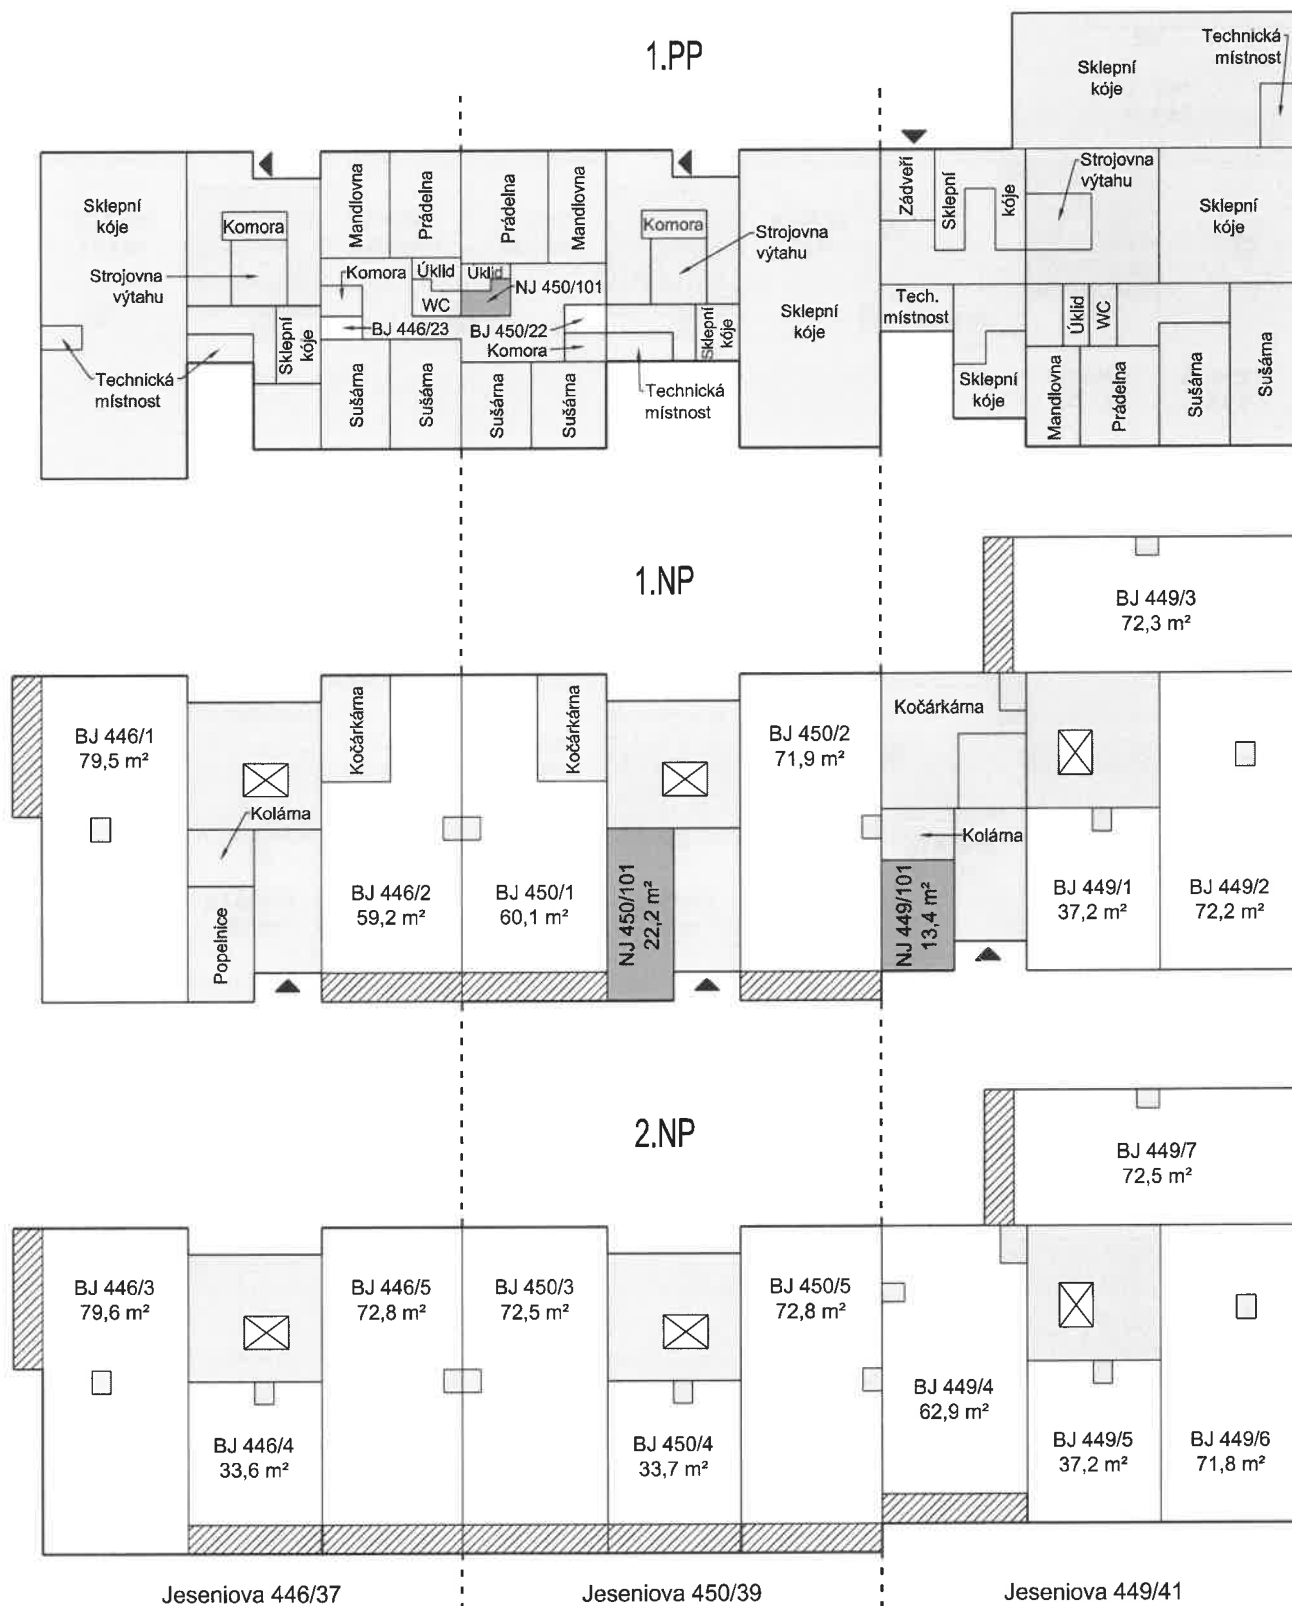 1.PP
Technická
místnost
Sklepní
kóje
Sklepní
kóje
Mandlovna
Prádelna
Prádelna
Mandlovna
Komora
Komora
Strojovna
výtahu
Zádveří
Sklepní
kóje
Strojovna
výtahu
Sklepní
kóje
Strojovna
výtahu
Komora
Úklid
Úklid
NJ 450/101
WC
BJ 446/23
BJ 450/22
Komora
Sklepní
kóje
Sklepní
kóje
Sklepní
kóje
Tech.
místnost
Úklid
WC
Technická
místnost
Sušárna
Sušárna
Sušárna
Sušárna
Technická
místnost
Sklepní
kóje
Mandlovna
Prádelna
Sušárna
Sušárna
1.NP
BJ 449/3
72,3 m²
BJ 446/1
79,5 m²
Kočárkárna
Kočárkárna
BJ 450/2
71,9 m²
Kočárkárna
Kolárna
Kolárna
Popelnice
BJ 446/2
59,2 m²
BJ 450/1
60,1 m²
NJ 450/101
22,2 m²
NJ 449/101
13,4 m²
BJ 449/1
37,2 m²
BJ 449/2
72,2 m²
2.NP
BJ 449/7
72,5 m²
BJ 446/3
79,6 m²
BJ 446/5
72,8 m²
BJ 450/3
72,5 m²
BJ 450/5
72,8 m²
BJ 449/4
62,9 m²
BJ 446/4
33,6 m²
BJ 450/4
33,7 m²
BJ 449/5
37,2 m²
BJ 449/6
71,8 m²
Jeseniova 446/37
Jeseniova 450/39
Jeseniova 449/41